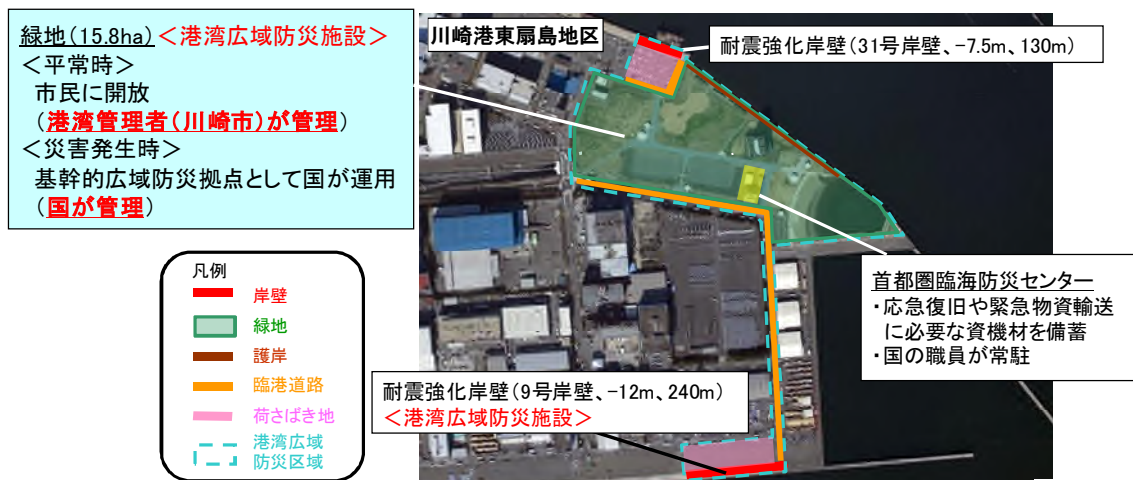 緑地(15.8ha)<港湾広域防災施設>
<平常時>
市民に開放
(港湾管理者(川崎市)が管理)
<災害発生時>
基幹的広域防災拠点として国が運用
(国が管理)
川崎港東扇島地区
耐震強化岸壁(31号岸壁、-7.5m、130m)
首都圏臨海防災センター
・応急復旧や緊急物資輸送
に必要な資機材を備蓄
・国の職員が常駐
凡例
岸壁
緑地
護岸
臨港道路
荷さばき地
港湾広域
防災区域
耐震強化岸壁(9号岸壁、-12m、240m)
<港湾広域防災施設>